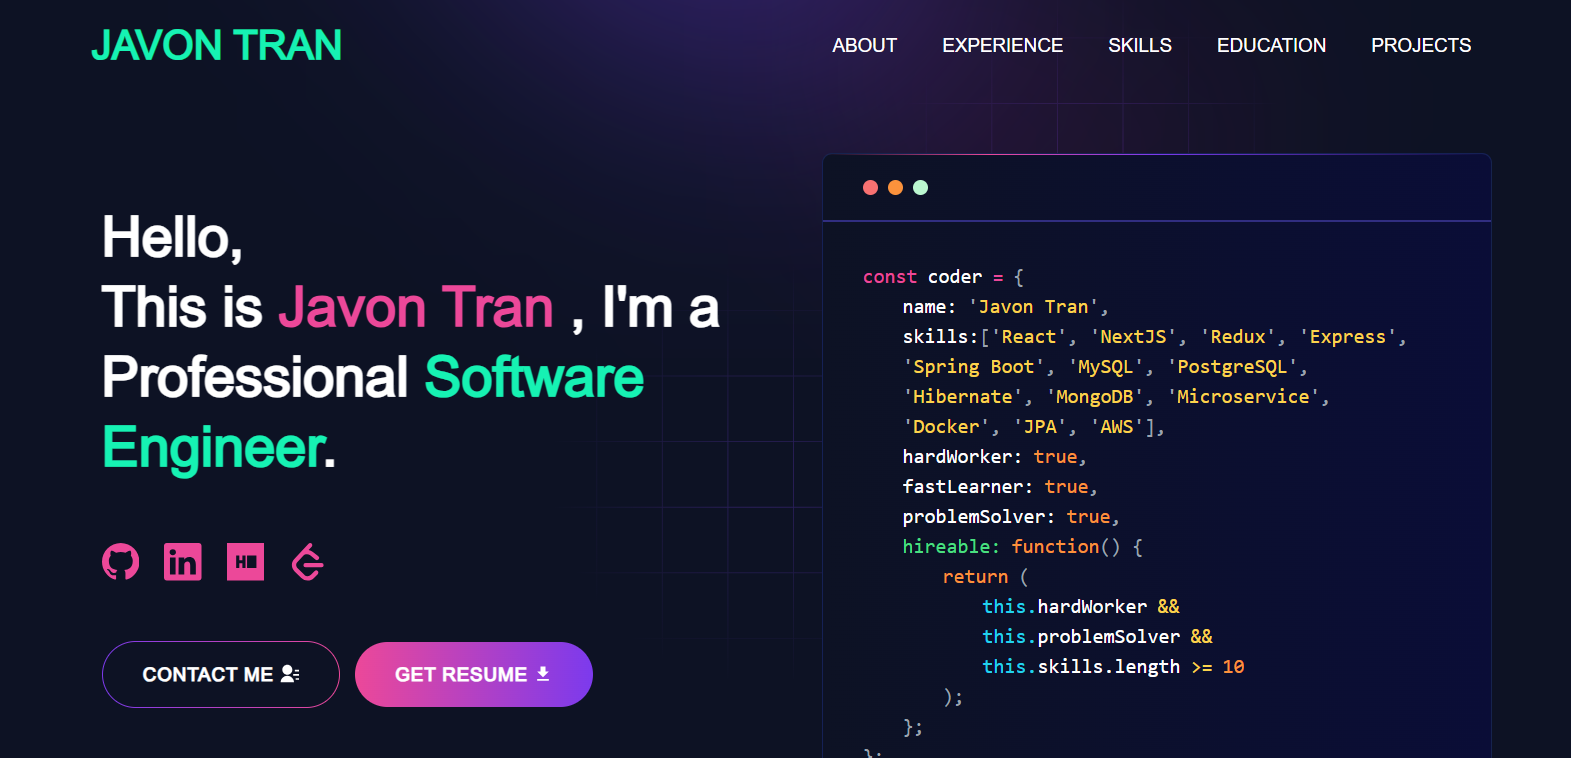 JAVON TRAN
ABOUT EXPERIENCE SKILLS EDUCATION PROJECTS
Hello,
This is Javon Tran , I'm a
Professional Software
Engineer.
CONTACT ME
GET RESUME
const coder = {
name: 'Javon Tran',
skills:['React', 'NextJS', 'Redux', 'Express',
'Spring Boot', 'MySQL', 'PostgreSQL',
'Hibernate', 'MongoDB', 'Microservice',
'Docker', 'JPA', 'AWS'],
hardWorker: true,
fastLearner: true,
problemSolver: true,
hireable: function() {
return (
this.hardWorker &&
this.problemSolver &&
this.skills.length >= 10
);
};
};